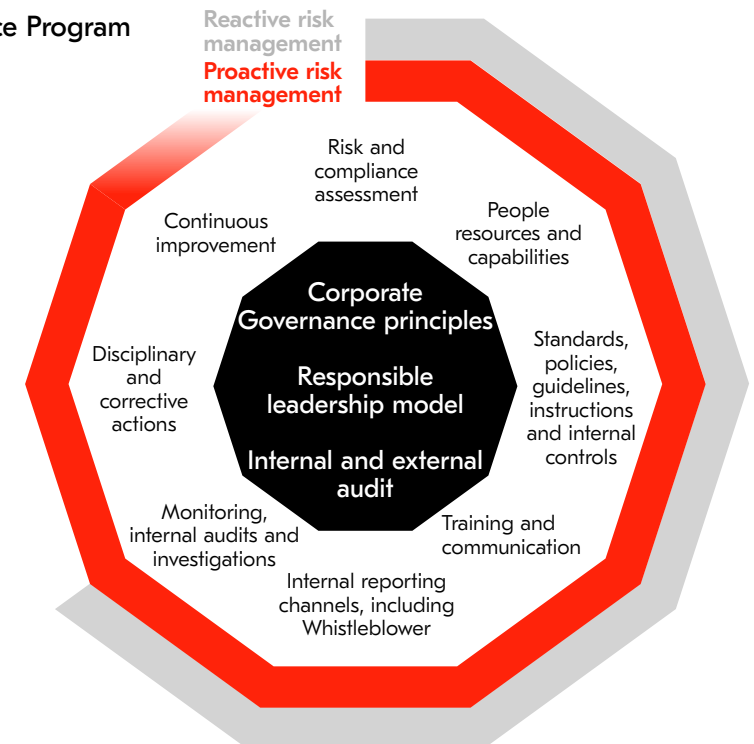 Program
Reactive risk
management
Proactive risk
management
Risk and
compliance
assessment
People
resources and
capabilities
Standards,
policies,
guidelines,
instructions
and internal
controls
Training and
communication
Internal reporting
channels, including
Whistleblower
Monitoring,
internal audits and
investigations
Disciplinary
and
corrective
actions
Continuous
improvement
Corporate
Governance principles
Responsible
leadership model
Internal and external
audit